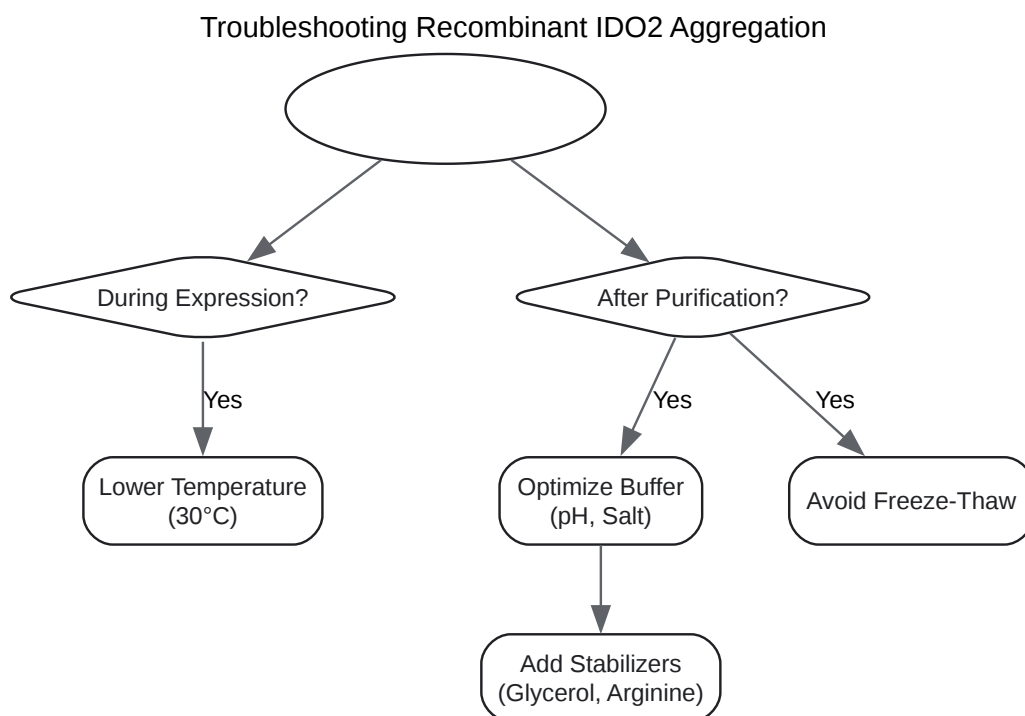 Troubleshooting Recombinant IDO2 Aggregation
During Expression?
After Purification?
Yes
Yes
Yes
Lower Temperature
(30°C)
Optimize Buffer
(pH, Salt)
Avoid Freeze-Thaw
Add Stabilizers
(Glycerol, Arginine)